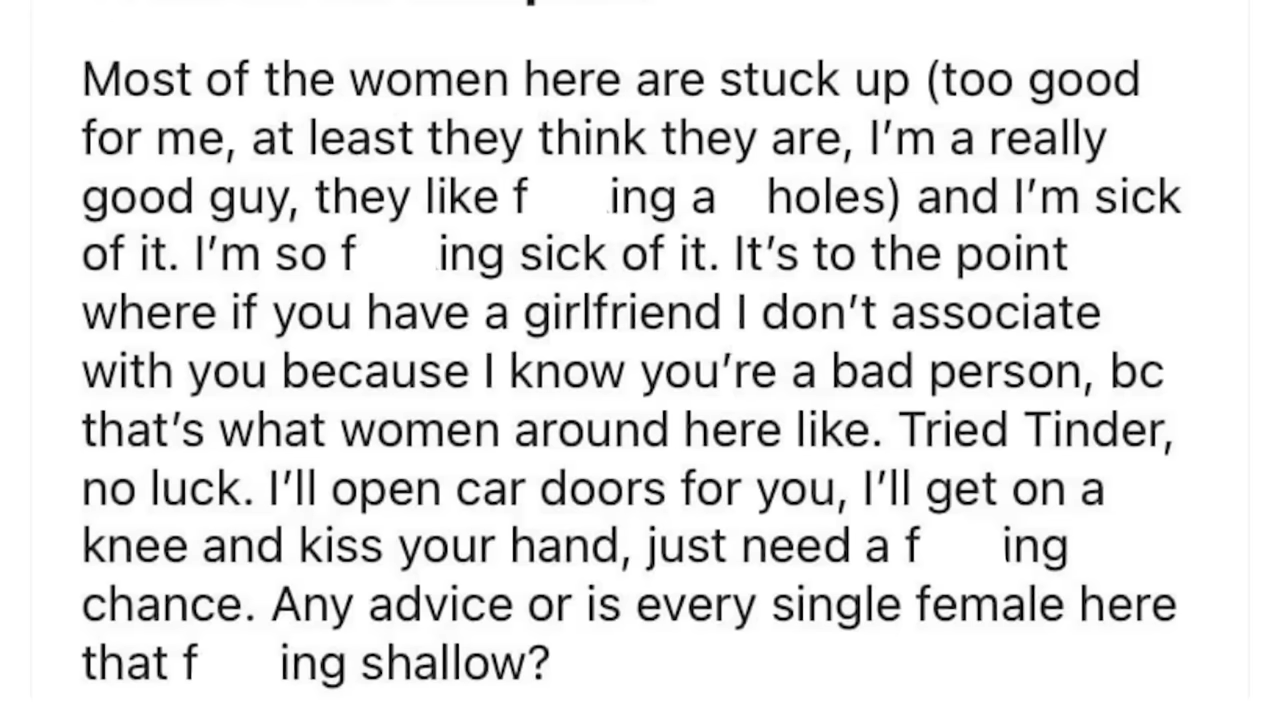 Most of the women here are stuck up (too good
for me, at least they think they are, I'm a really
good guy, they like f ing a holes) and I'm sick
of it. I'm so f ing sick of it. It's to the point
where if you have a girlfriend I don't associate
with you because I know you're a bad person, bc
that's what women around here like. Tried Tinder,
no luck. I'll open car doors for you, I'll get on a
knee and kiss your hand, just need a f ing
chance. Any advice or is every single female here
that f ing shallow?